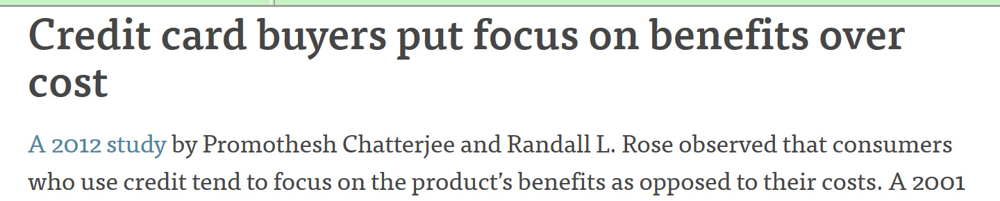 Credit card buyers put focus on benefits over
cost
A 2012 study by Promothesh Chatterjee and Randall L. Rose observed that consumers
who use credit tend to focus on the product’s benefits as opposed to their costs. A 2001